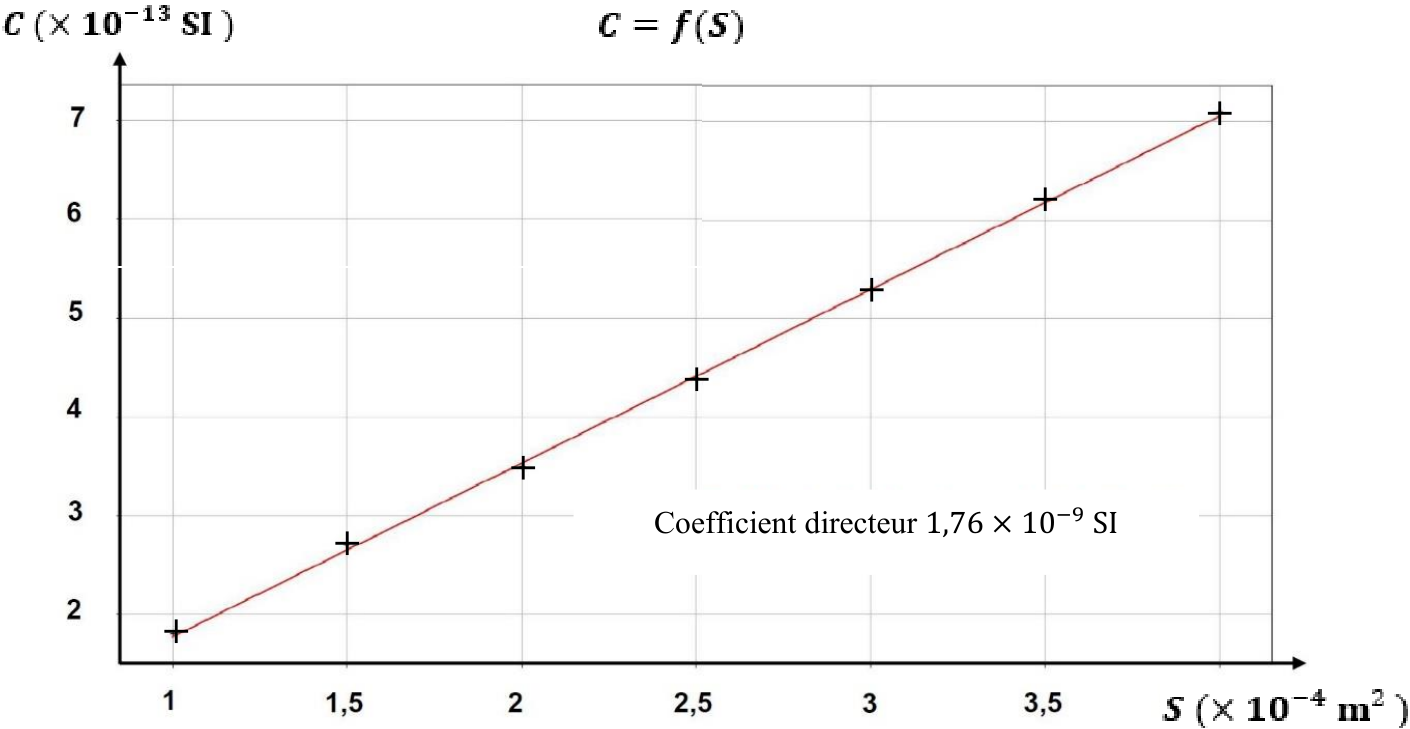 C (× 10⁻¹³ SI )
C = f(S)
7
6
5
4
3
2
Coefficient directeur 1,76 × 10⁻⁹ SI
1 1,5 2 2,5 3 3,5 S (× 10⁻⁴ m² )